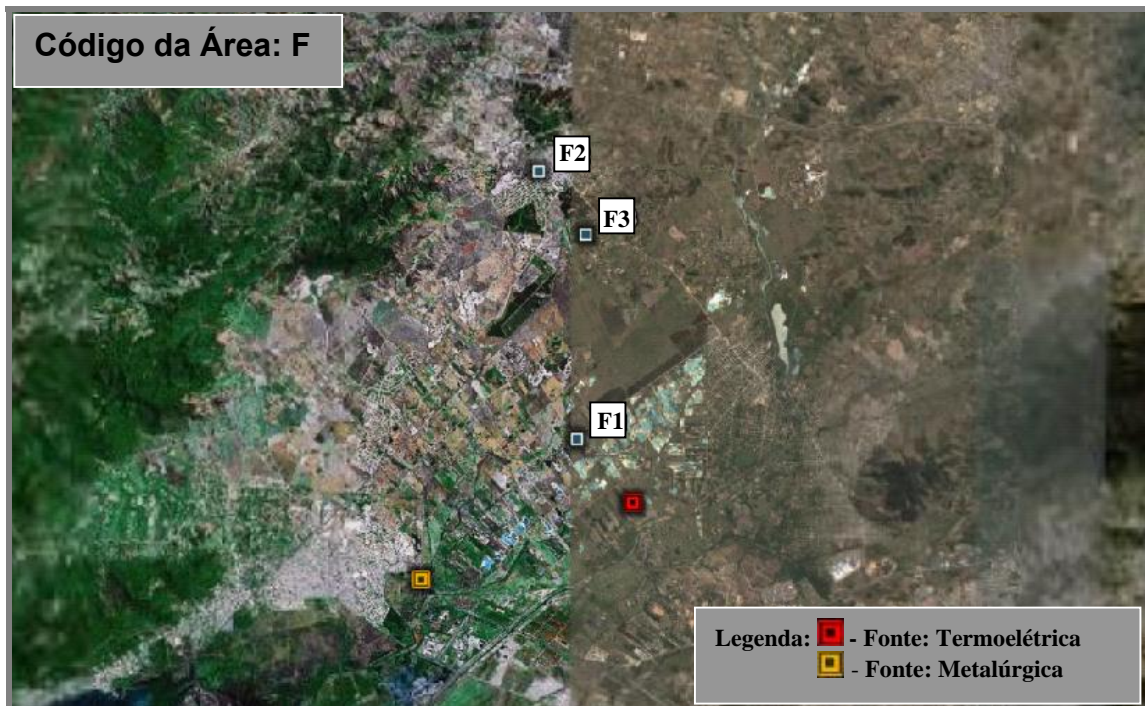 Código da Área: F
F2
F3
F1
Legenda: - Fonte: Termoelétrica
- Fonte: Metalúrgica